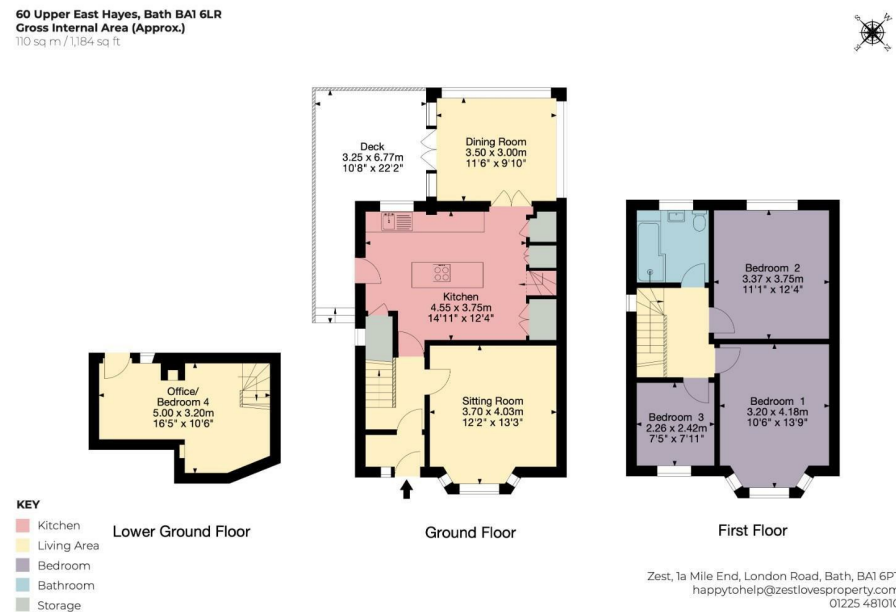 60 Upper East Hayes, Bath BA1 6LR
Gross Internal Area (Approx.)
110 sq m / 1,184 sq ft
Deck
3.25 x 6.77m
10'8" x 22'2"
Dining Room
3.50 x 3.00m
11'6" x 9'10"
Kitchen
4.55 x 3.75m
14'11" x 12'4"
Sitting Room
3.70 x 4.03m
12'2" x 13'3"
Bedroom 2
3.37 x 3.75m
11'1" x 12'4"
Bedroom 1
3.20 x 4.18m
10'6" x 13'9"
Bedroom 3
2.26 x 2.42m
7'5" x 7'11"
Office/
Bedroom 4
5.00 x 3.20m
16'5" x 10'6"
Lower Ground Floor
Ground Floor
First Floor
KEY
Kitchen
Living Area
Bedroom
Bathroom
Storage
Zest, 1a Mile End, London Road, Bath, BA1 6PT
happytohelp@zestlovesproperty.com
01225 481010